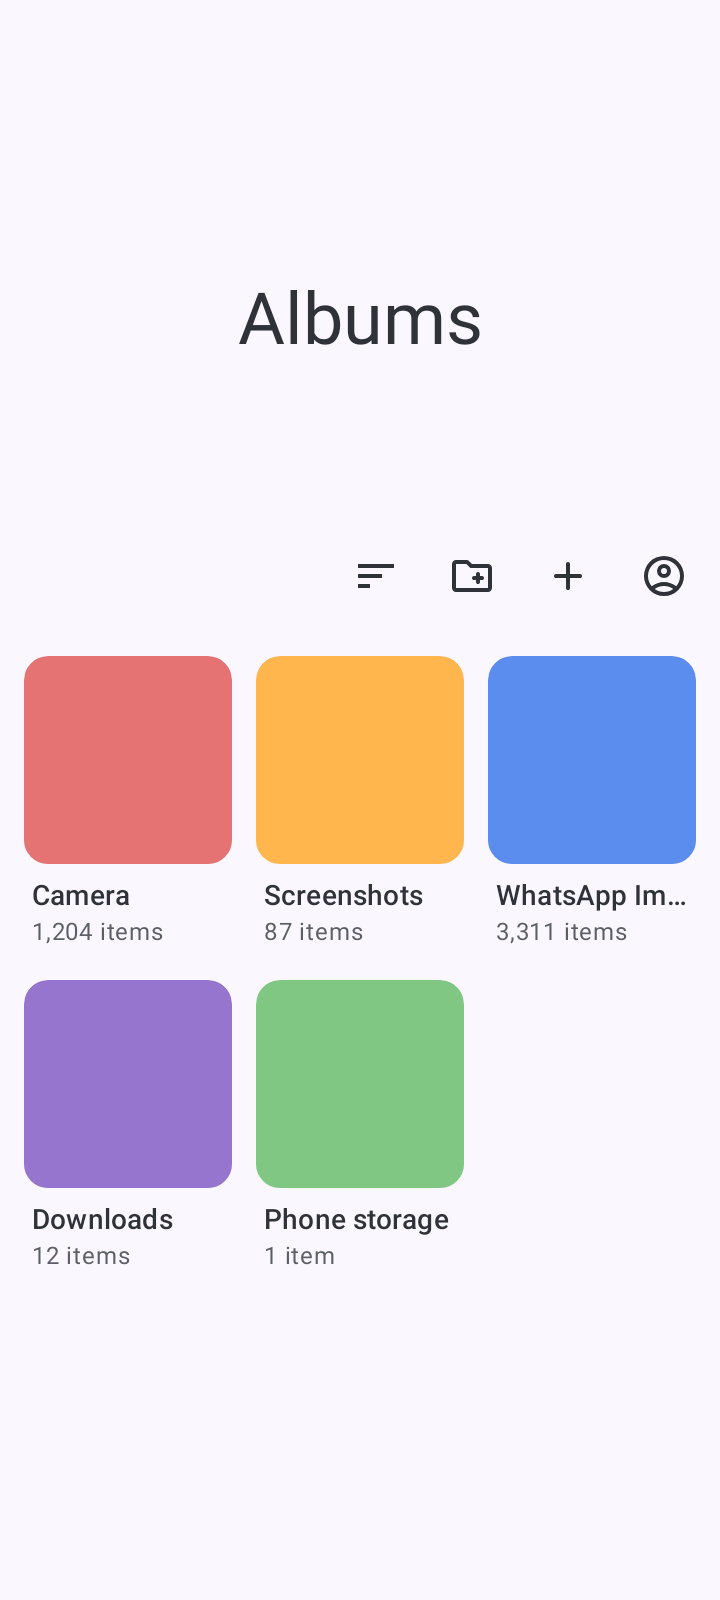 Albums
Camera
1,204 items
Screenshots
87 items
WhatsApp Im…
3,311 items
Downloads
12 items
Phone storage
1 item